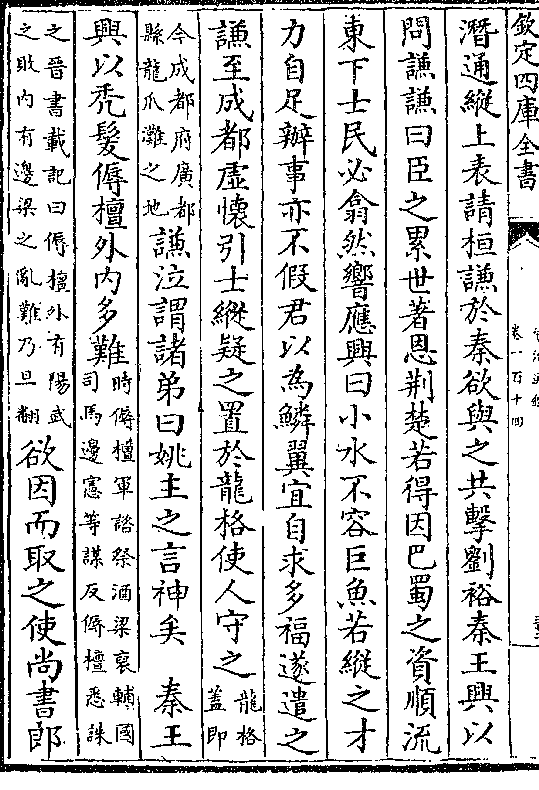 欽定四庫全書
卷一百十四
潛通縱上表請桓謙於秦欲與之共擊劉裕秦王興以
問謙謙曰臣之累世著恩荆楚若得因巴蜀之資順流
東下士民必翕然響應興曰小水不容巨魚若縱之才
力自足辦事亦不假君以為鱗翼宜自求多福遂遣之
謙至成都虛懷引士縱疑之置於龍格使人守之龍格蓋即
今成都府廣都縣龍爪灘之地謙泣謂諸弟曰姚主之言神矣　秦王
興以禿髮傉檀外内多難時傉檀軍諮祭酒梁裒輔國司馬邊憲等謀反傉檀悉誅
之晉書載記曰傉檀外有陽武之敗内有邊梁之亂難乃旦翻欲因而取之使尚書郎